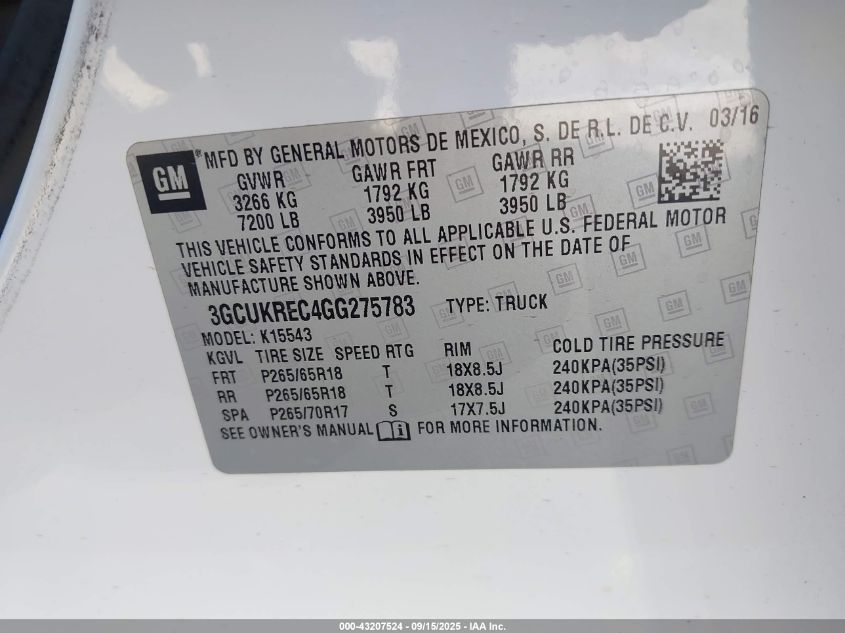 GM
MFD BY GENERAL MOTORS DE MEXICO, S. DE R.L. DE C.V. 03/16
GVWR GAWR FRT GAWR RR
3266 KG 1792 KG 1792 KG
7200 LB 3950 LB 3950 LB
THIS VEHICLE CONFORMS TO ALL APPLICABLE U.S. FEDERAL MOTOR
VEHICLE SAFETY STANDARDS IN EFFECT ON THE DATE OF
MANUFACTURE SHOWN ABOVE.
3GCUKREC4GG275783 TYPE: TRUCK
MODEL: K15543
KGVL TIRE SIZE SPEED RTG RIM COLD TIRE PRESSURE
FRT P265/65R18 T 18X8.5J 240KPA(35PSI)
RR P265/65R18 T 18X8.5J 240KPA(35PSI)
SPA P265/70R17 S 17X7.5J 240KPA(35PSI)
SEE OWNER'S MANUAL i FOR MORE INFORMATION.
000-43207524 - 09/15/2025 - IAA Inc.